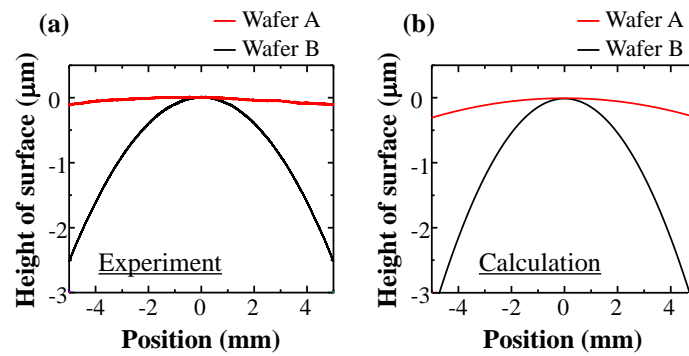 (a)
Wafer A
Wafer B
Height of surface (μm)
0
-1
-2
-3
-4
-2
0
2
4
Experiment
Position (mm)
(b)
Wafer A
Wafer B
Height of surface (μm)
0
-1
-2
-3
-4
-2
0
2
4
Calculation
Position (mm)